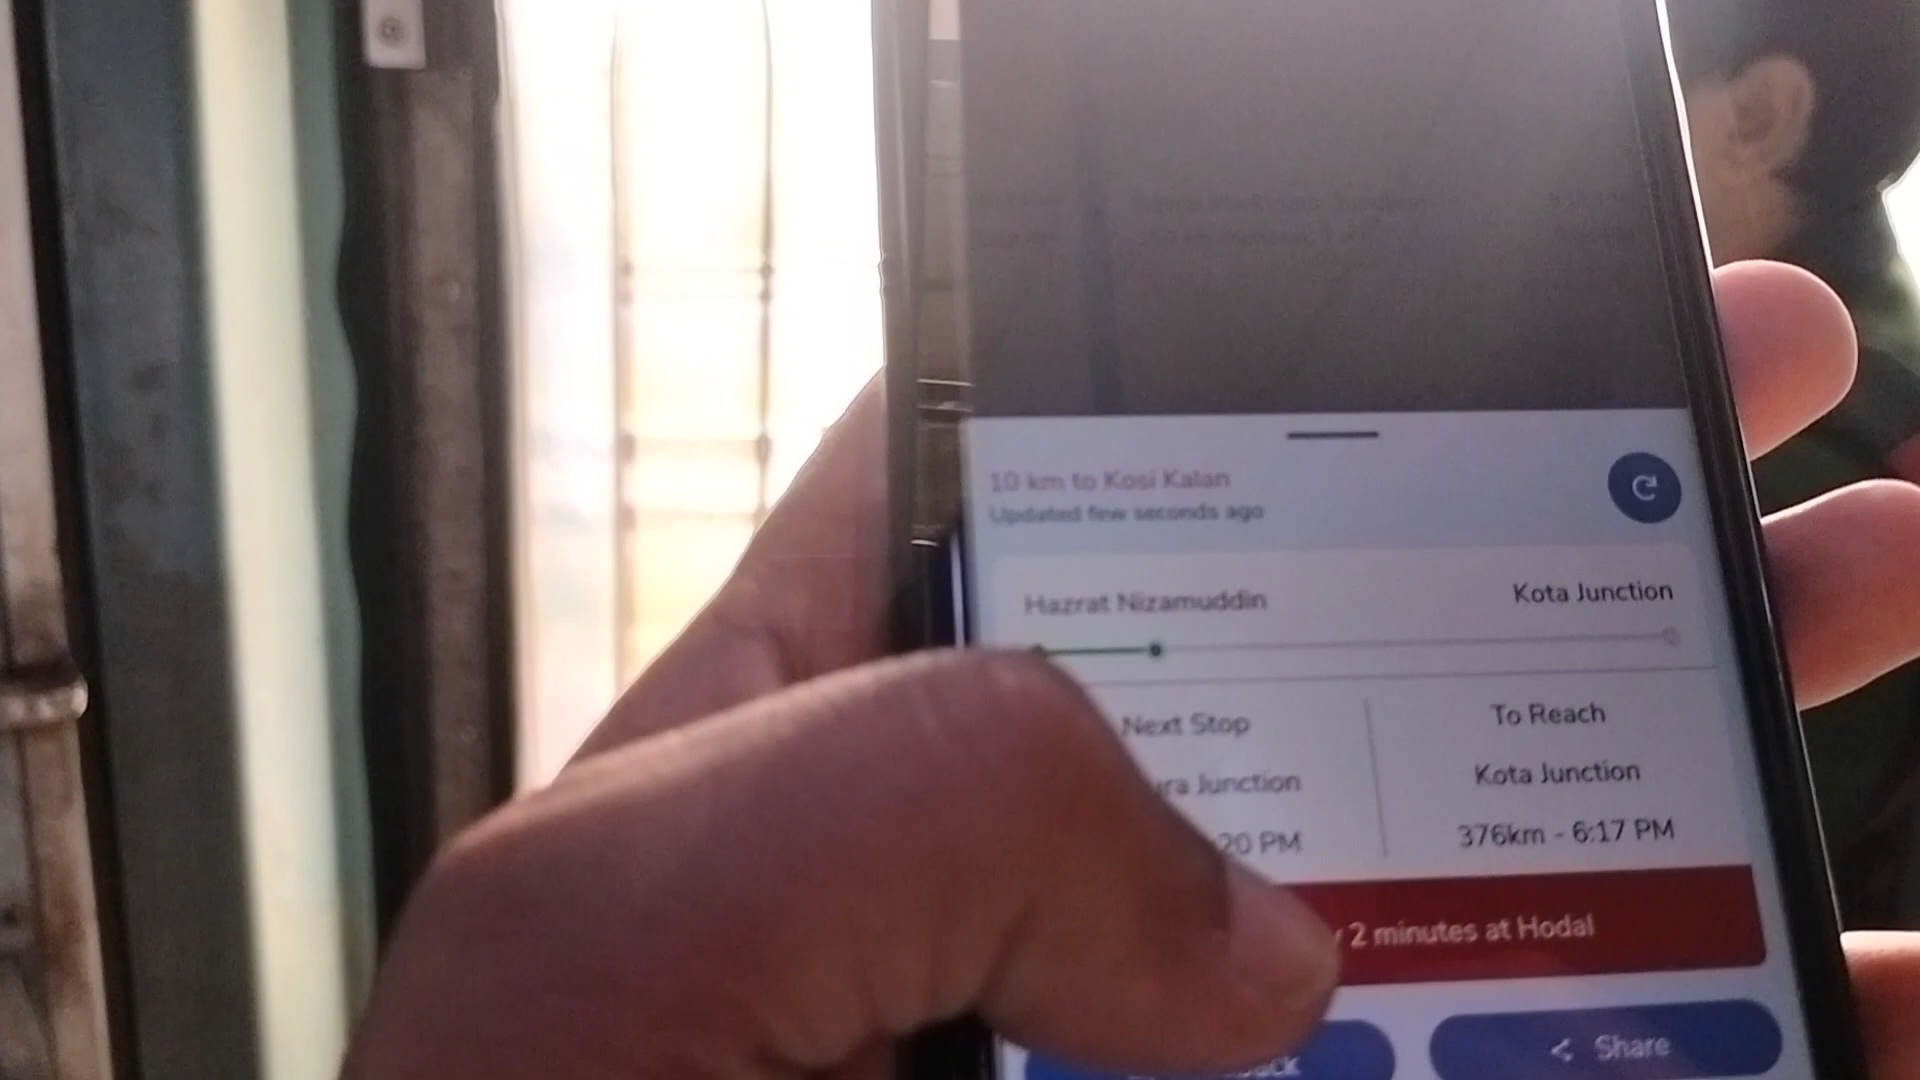 10 km to Kosi Kalan
Updated few seconds ago
Hazrat Nizamuddin
Kota Junction
Next Stop
To Reach
Junction
Kota Junction
20 PM
376km - 6:17 PM
2 minutes at Hodal
Share